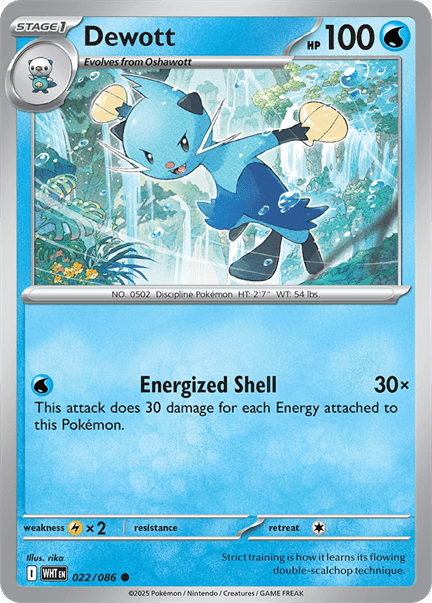 STAGE 1
Dewott
HP 100
Evolves from Oshawott
NO. 0502 Discipline Pokémon HT: 2'7" WT: 54 lbs.
Energized Shell 30×
This attack does 30 damage for each Energy attached to
this Pokémon.
weakness ×2 resistance retreat
Illus. rika
I WHT EN 022/086
Strict training is how it learns its flowing
double-scalchop technique.
©2025 Pokémon / Nintendo / Creatures / GAME FREAK